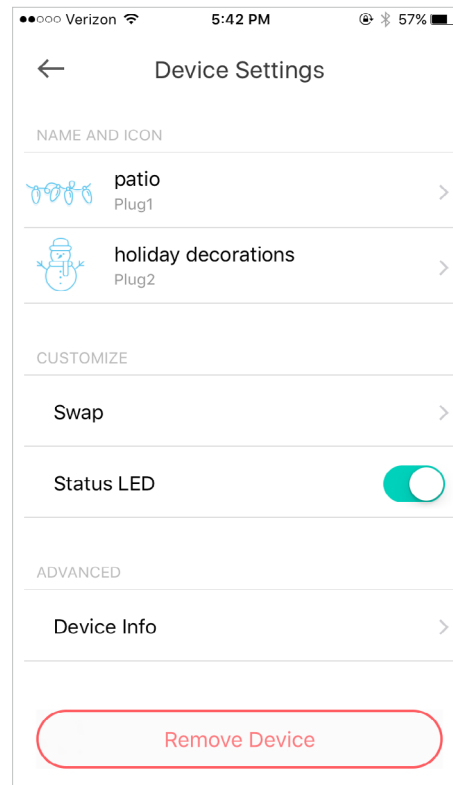 Verizon 5:42 PM 57%
Device Settings
NAME AND ICON
patio
Plug1
holiday decorations
Plug2
CUSTOMIZE
Swap
Status LED
ADVANCED
Device Info
Remove Device